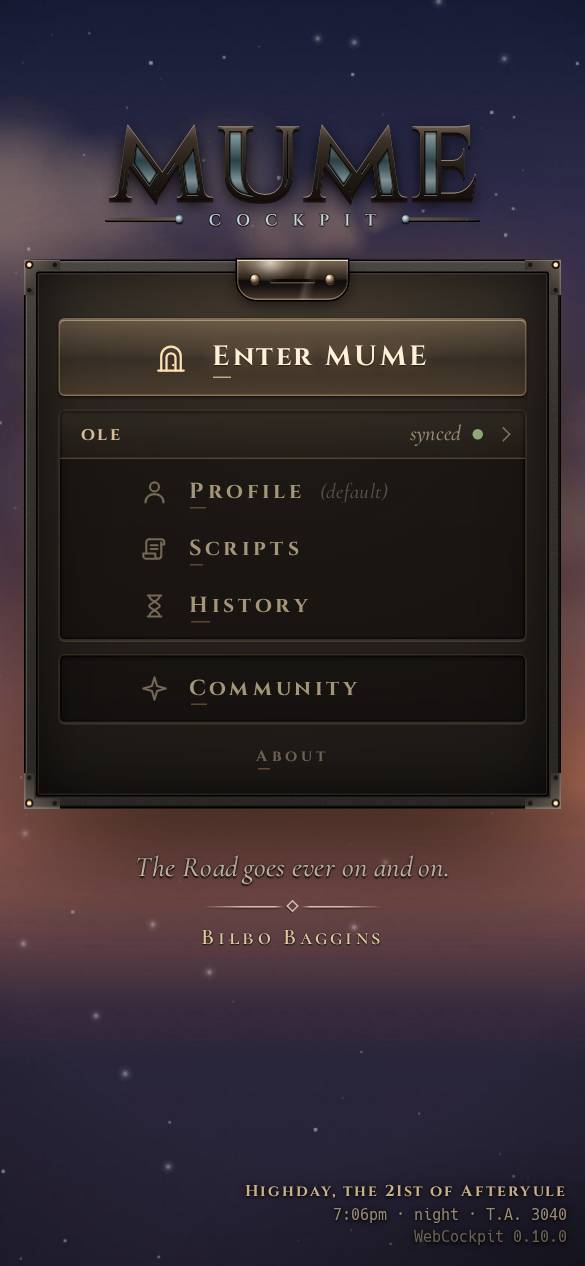 MUME
COCKPIT
Enter MUME
OLE synced
Profile (default)
Scripts
History
Community
About
The Road goes ever on and on.
Bilbo Baggins
Highday, the 21st of Afteryule
7:06pm · night · T.A. 3040
WebCockpit 0.10.0